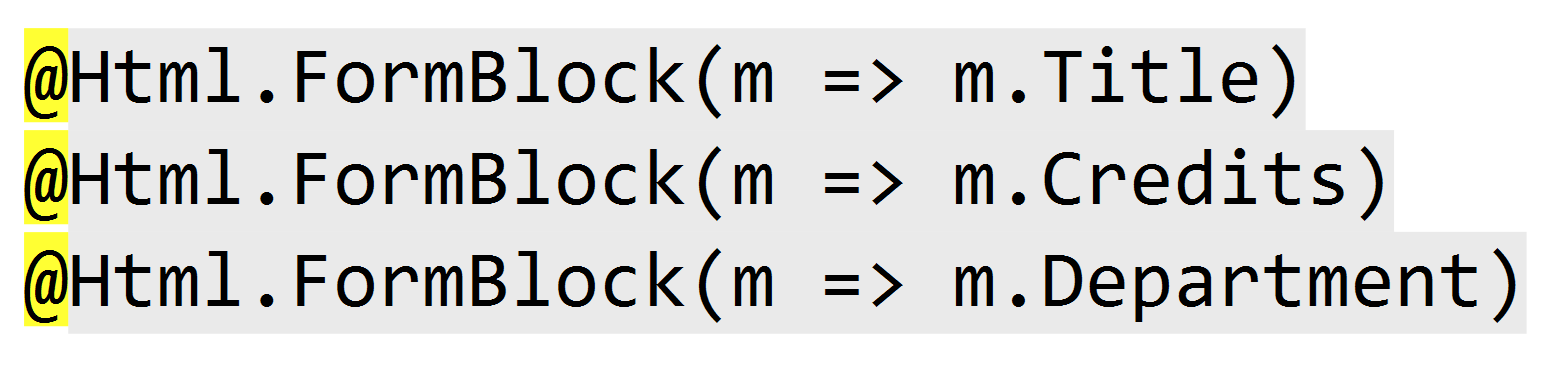 @Html.FormBlock(m => m.Title)
@Html.FormBlock(m => m.Credits)
@Html.FormBlock(m => m.Department)